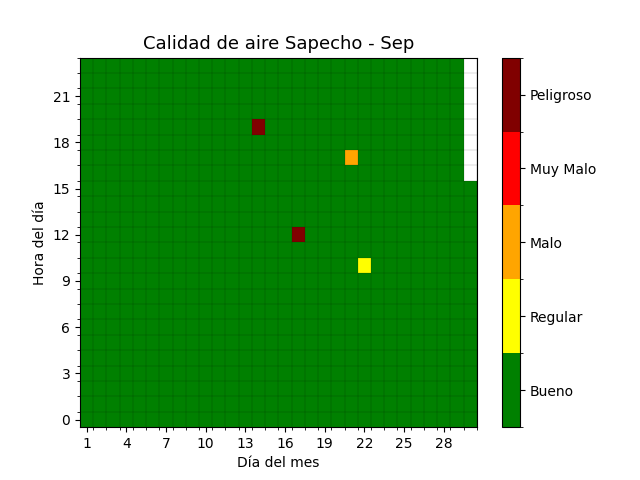 Calidad de aire Sapecho - Sep
Hora del día
21
18
15
12
9
6
3
0
1 4 7 10 13 16 19 22 25 28
Día del mes
Peligroso
Muy Malo
Malo
Regular
Bueno